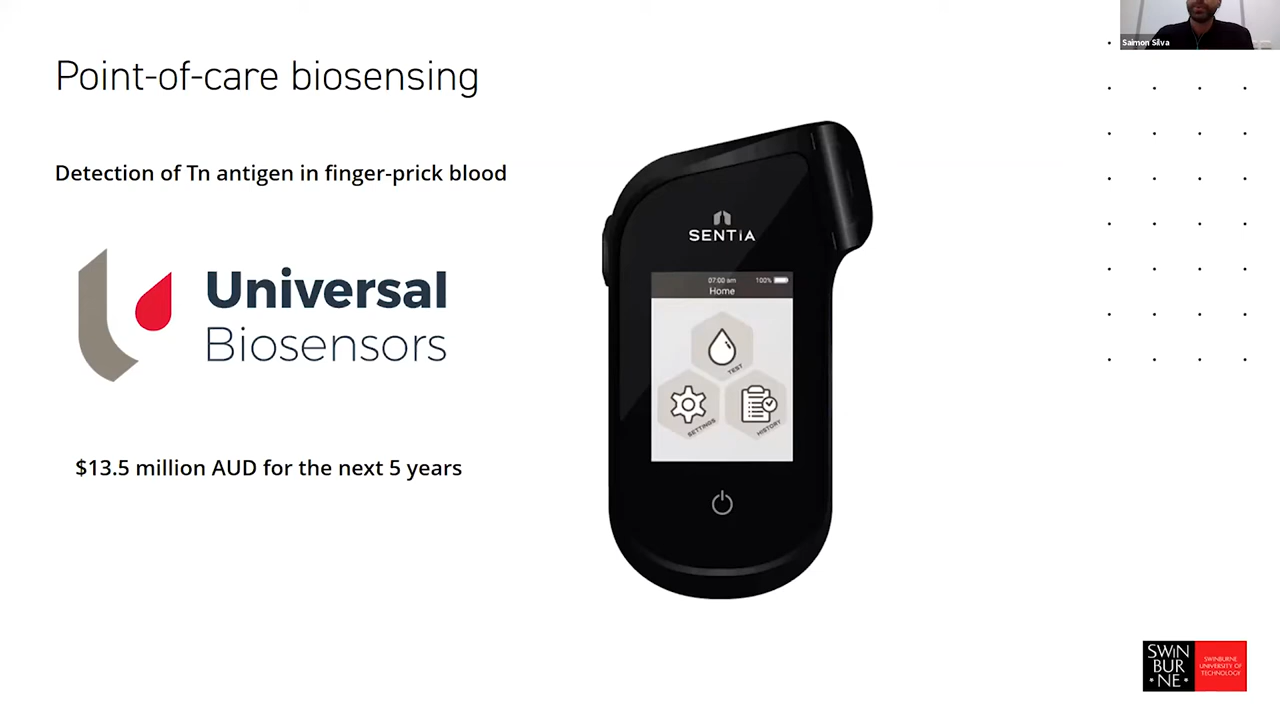 Saimon Silva
Point-of-care biosensing
Detection of Tn antigen in finger-prick blood
Universal
Biosensors
$13.5 million AUD for the next 5 years
SENTIA
07:00 am 100%
Home
TEST
SETTINGS
HISTORY
SWIN
BUR
NE
SWINBURNE
UNIVERSITY OF
TECHNOLOGY